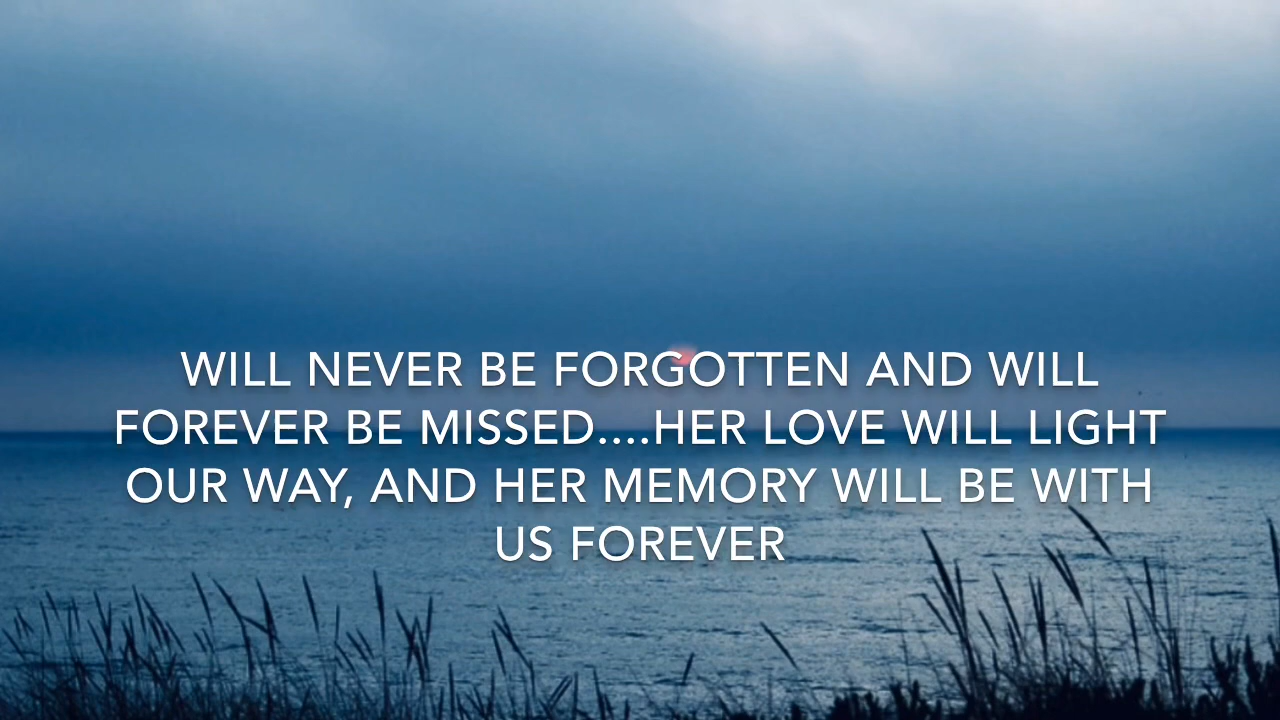 WILL NEVER BE FORGOTTEN AND WILL
FOREVER BE MISSED....HER LOVE WILL LIGHT
OUR WAY, AND HER MEMORY WILL BE WITH
US FOREVER